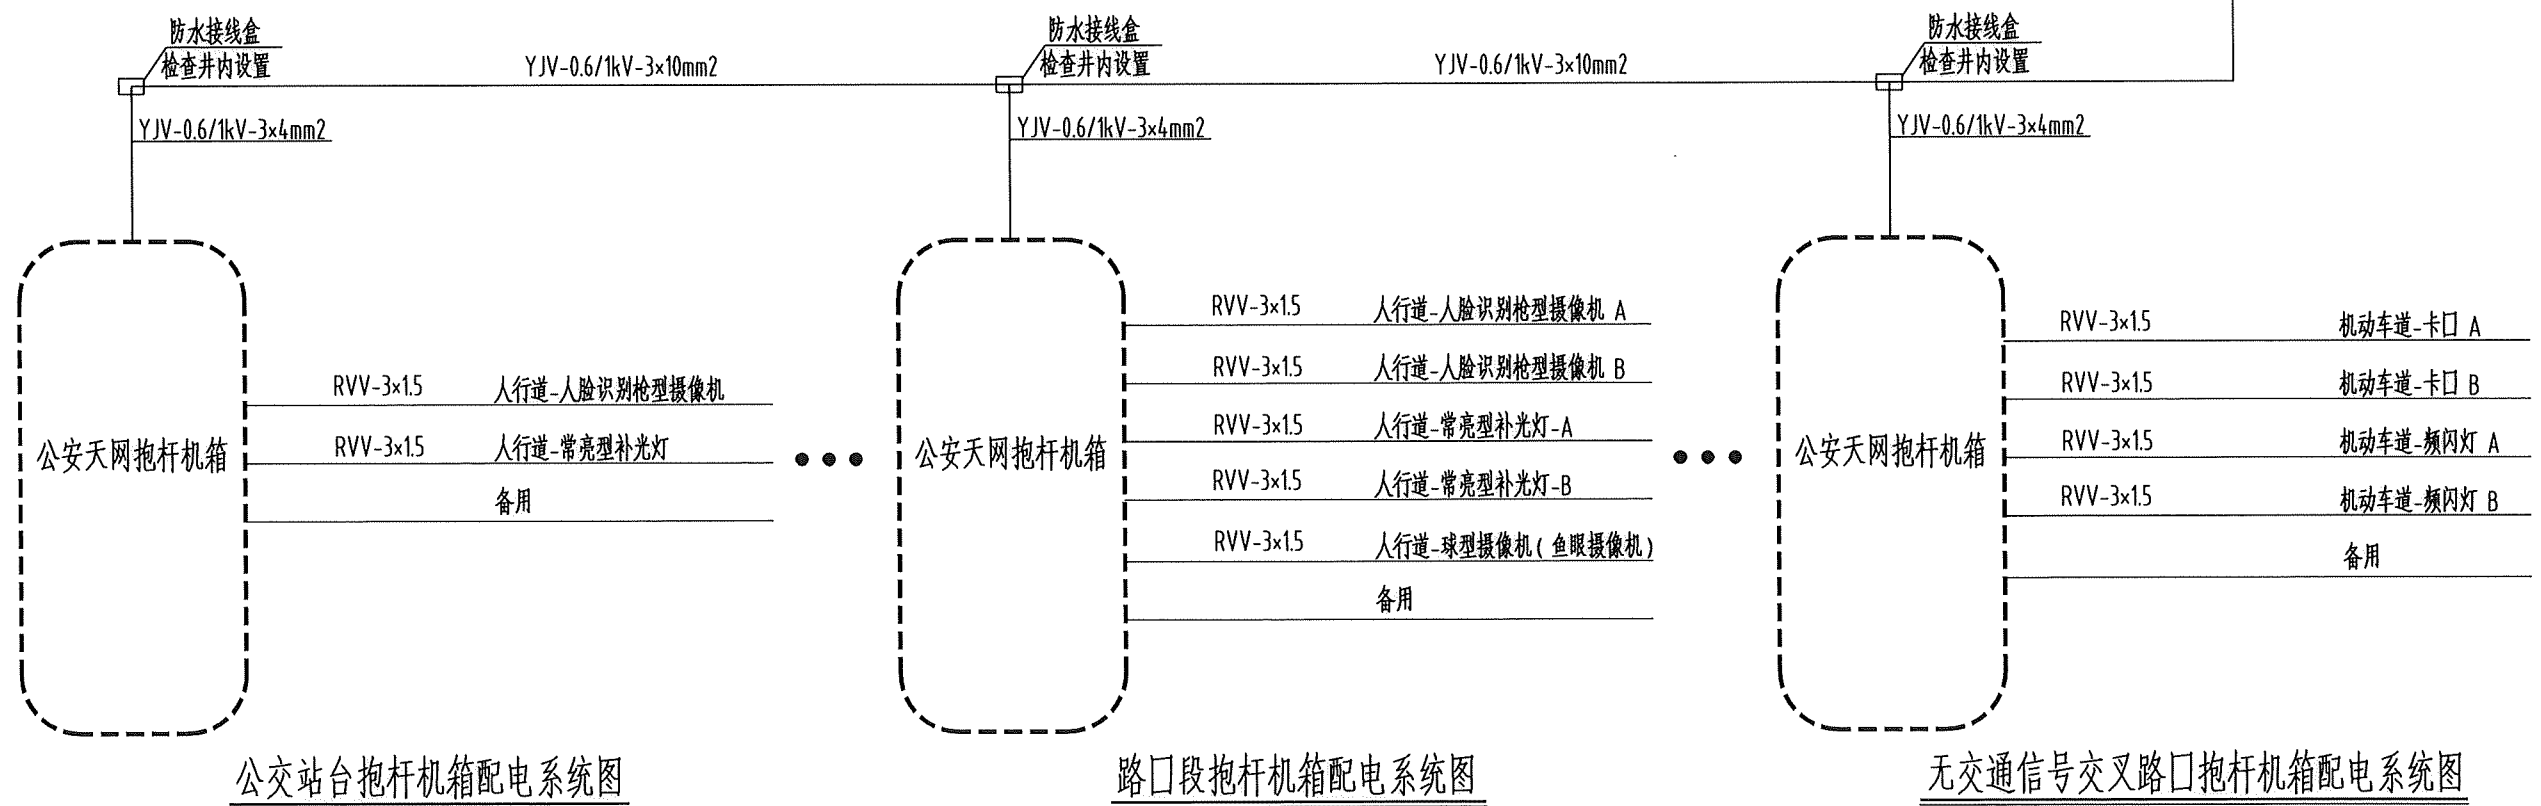 防水接线盒
检查井内设置
YJV-0.6/1kV-3×10mm2
防水接线盒
检查井内设置
YJV-0.6/1kV-3×10mm2
防水接线盒
检查井内设置
YJV-0.6/1kV-3×4mm2
YJV-0.6/1kV-3×4mm2
YJV-0.6/1kV-3×4mm2
公安天网抱杆机箱
RVV-3×1.5 人行道-人脸识别枪型摄像机
RVV-3×1.5 人行道-常亮型补光灯
备用
公交站台抱杆机箱配电系统图
公安天网抱杆机箱
RVV-3×1.5 人行道-人脸识别枪型摄像机 A
RVV-3×1.5 人行道-人脸识别枪型摄像机 B
RVV-3×1.5 人行道-常亮型补光灯-A
RVV-3×1.5 人行道-常亮型补光灯-B
RVV-3×1.5 人行道-球型摄像机(鱼眼摄像机)
备用
路口段抱杆机箱配电系统图
公安天网抱杆机箱
RVV-3×1.5 机动车道-卡口 A
RVV-3×1.5 机动车道-卡口 B
RVV-3×1.5 机动车道-频闪灯 A
RVV-3×1.5 机动车道-频闪灯 B
备用
无交通信号交叉路口抱杆机箱配电系统图